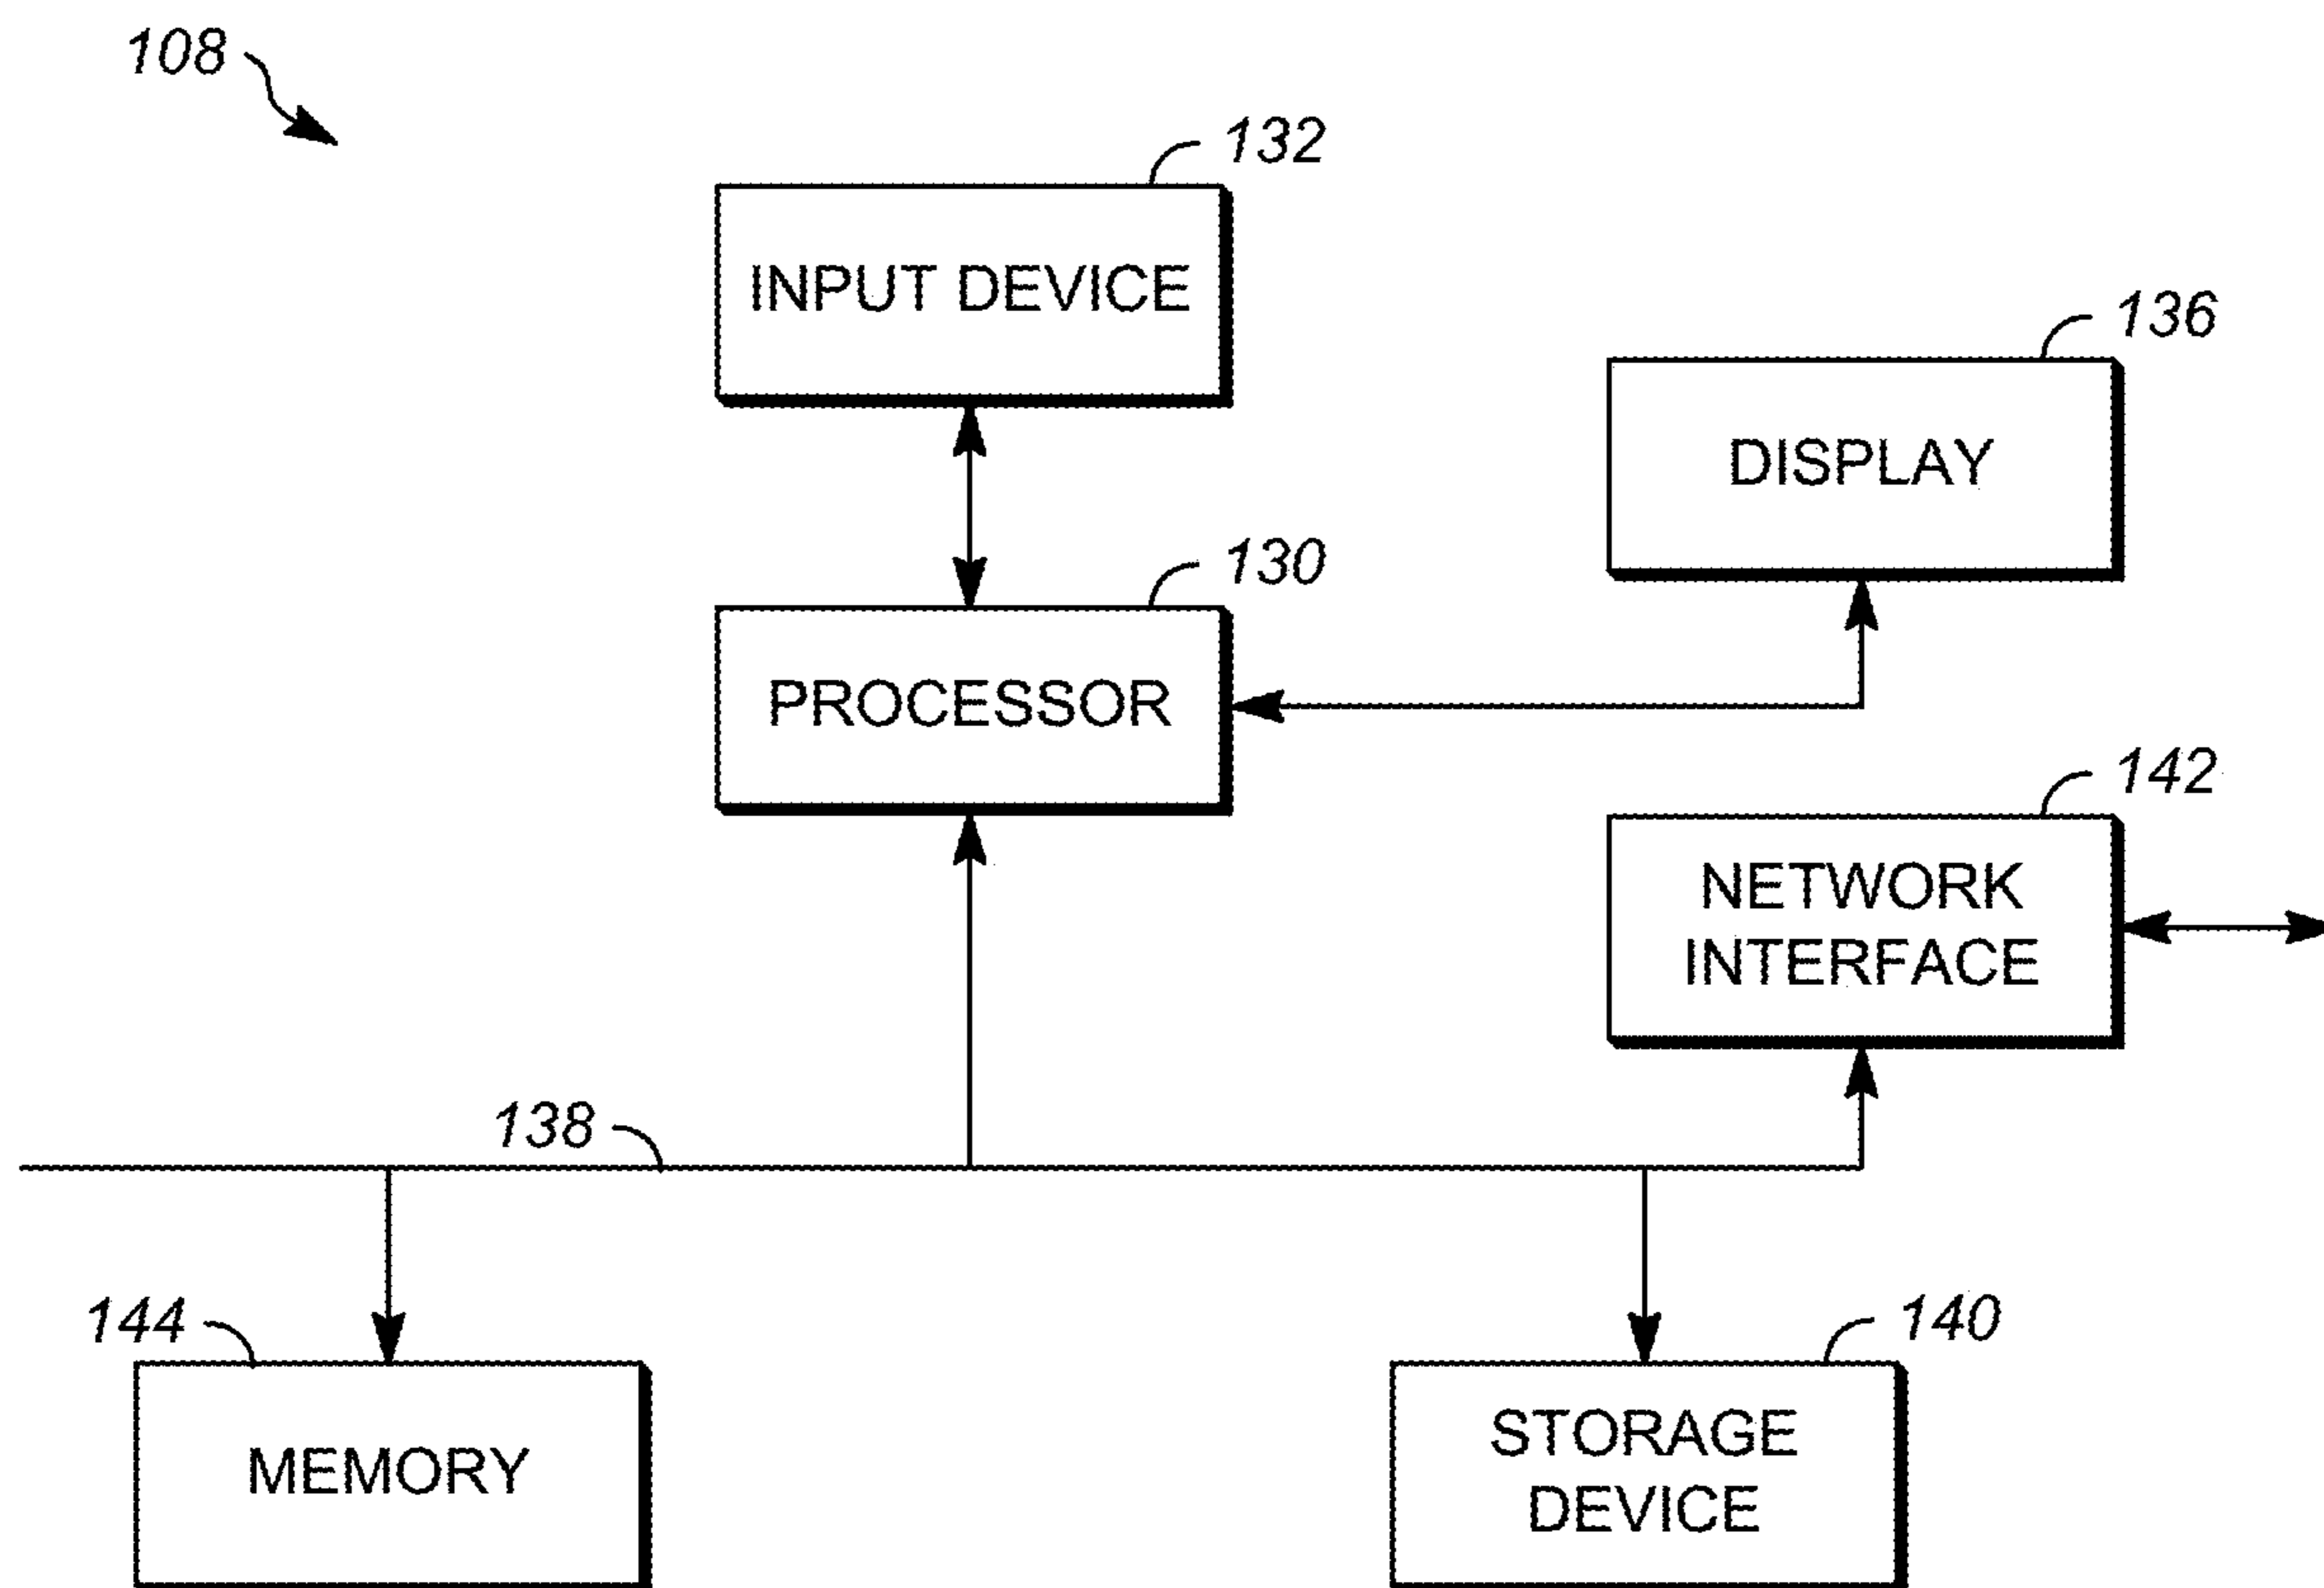 108
132
INPUT DEVICE
136
DISPLAY
130
PROCESSOR
142
NETWORK
INTERFACE
138
144
MEMORY
140
STORAGE
DEVICE